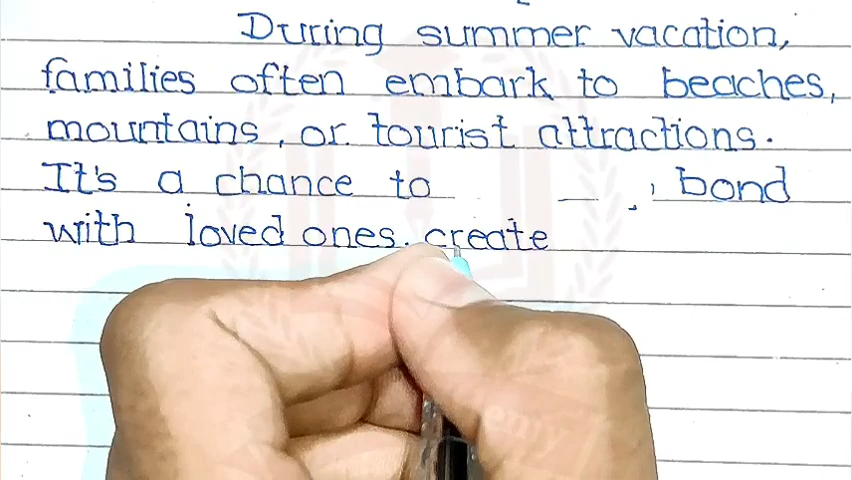 During summer vacation,
families often embark to beaches,
mountains, or tourist attractions.
It's a chance to , bond
with loved ones, create